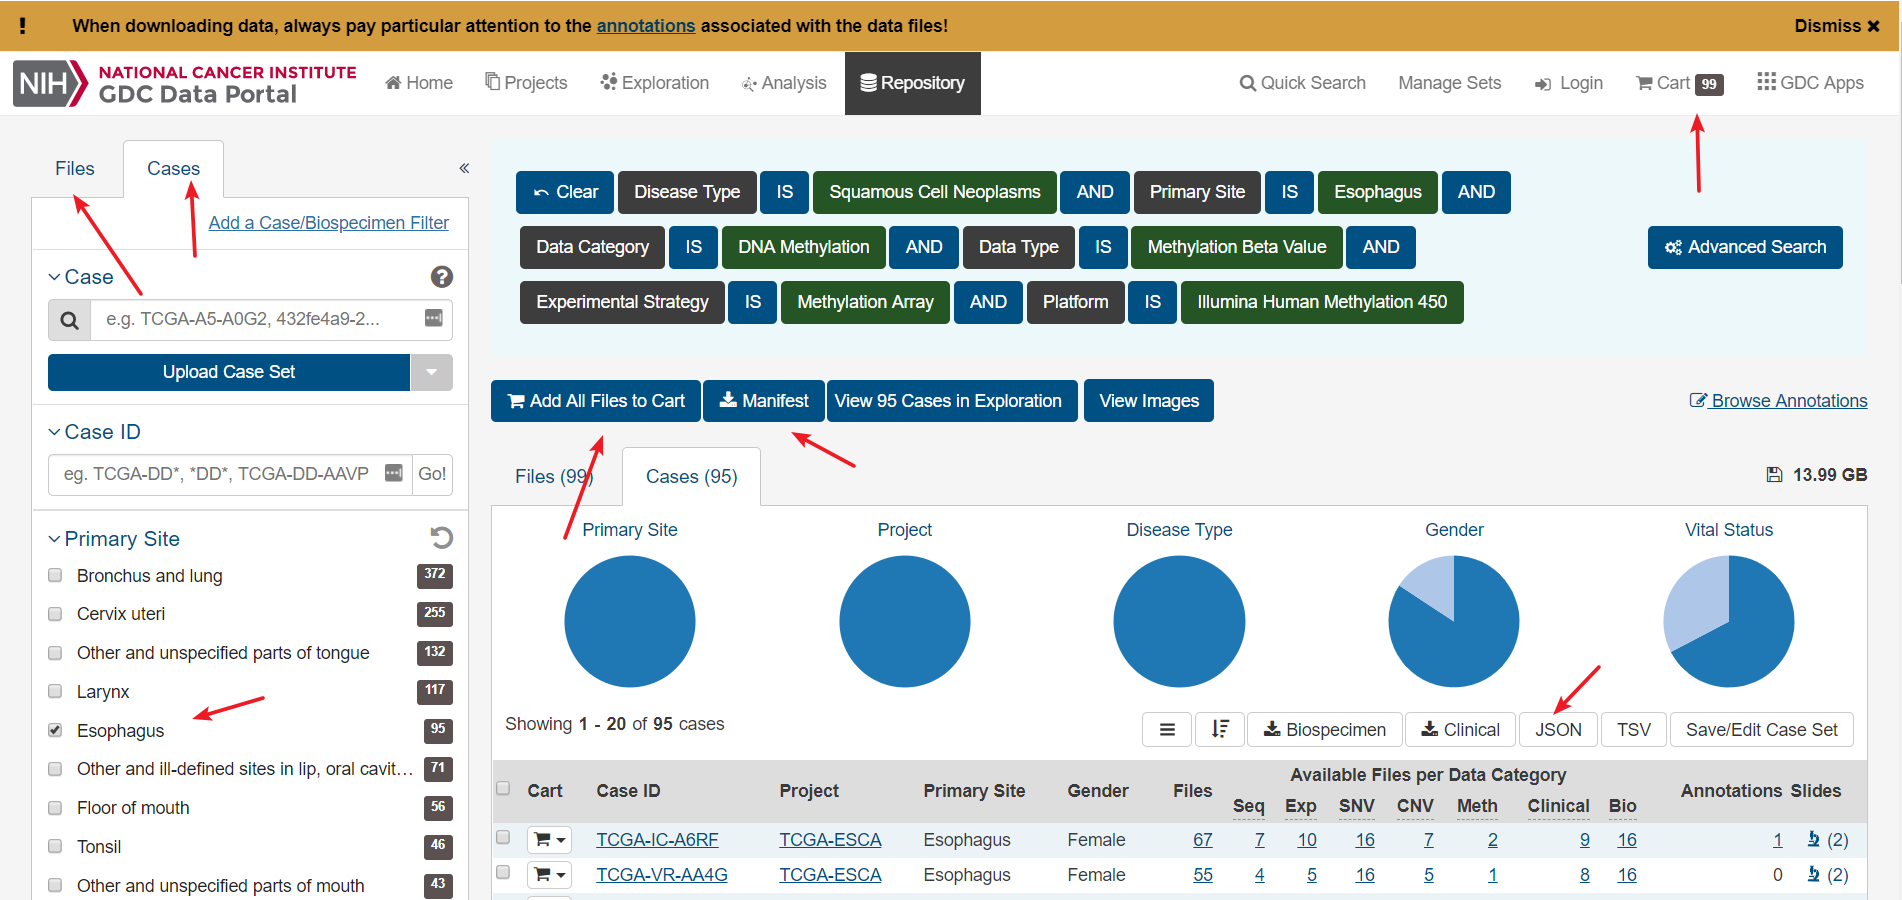 ! When downloading data, always pay particular attention to the annotations associated with the data files! Dismiss ✖
NIH NATIONAL CANCER INSTITUTE
GDC Data Portal
Home Projects Exploration Analysis Repository Quick Search Manage Sets Login Cart 99 GDC Apps
Files Cases «
Add a Case/Biospecimen Filter
Case ?
e.g. TCGA-A5-A0G2, 432fe4a9-2...
Upload Case Set
Case ID
eg. TCGA-DD*, *DD*, TCGA-DD-AAVP Go!
Primary Site
Bronchus and lung 372
Cervix uteri 255
Other and unspecified parts of tongue 132
Larynx 117
Esophagus 95
Other and ill-defined sites in lip, oral cavit... 71
Floor of mouth 56
Tonsil 46
Other and unspecified parts of mouth 43
Clear Disease Type IS Squamous Cell Neoplasms AND Primary Site IS Esophagus AND
Data Category IS DNA Methylation AND Data Type IS Methylation Beta Value AND
Advanced Search
Experimental Strategy IS Methylation Array AND Platform IS Illumina Human Methylation 450
Add All Files to Cart Manifest View 95 Cases in Exploration View Images Browse Annotations
Files (99) Cases (95) 13.99 GB
Primary Site Project Disease Type Gender Vital Status
Showing 1 - 20 of 95 cases
Biospecimen Clinical JSON TSV Save/Edit Case Set
Available Files per Data Category
Cart Case ID Project Primary Site Gender Files Annotations Slides
Seq Exp SNV CNV Meth Clinical Bio
TCGA-IC-A6RF TCGA-ESCA Esophagus Female 67 7 10 16 7 2 9 16 1 (2)
TCGA-VR-AA4G TCGA-ESCA Esophagus Female 55 4 5 16 5 1 8 16 0 (2)